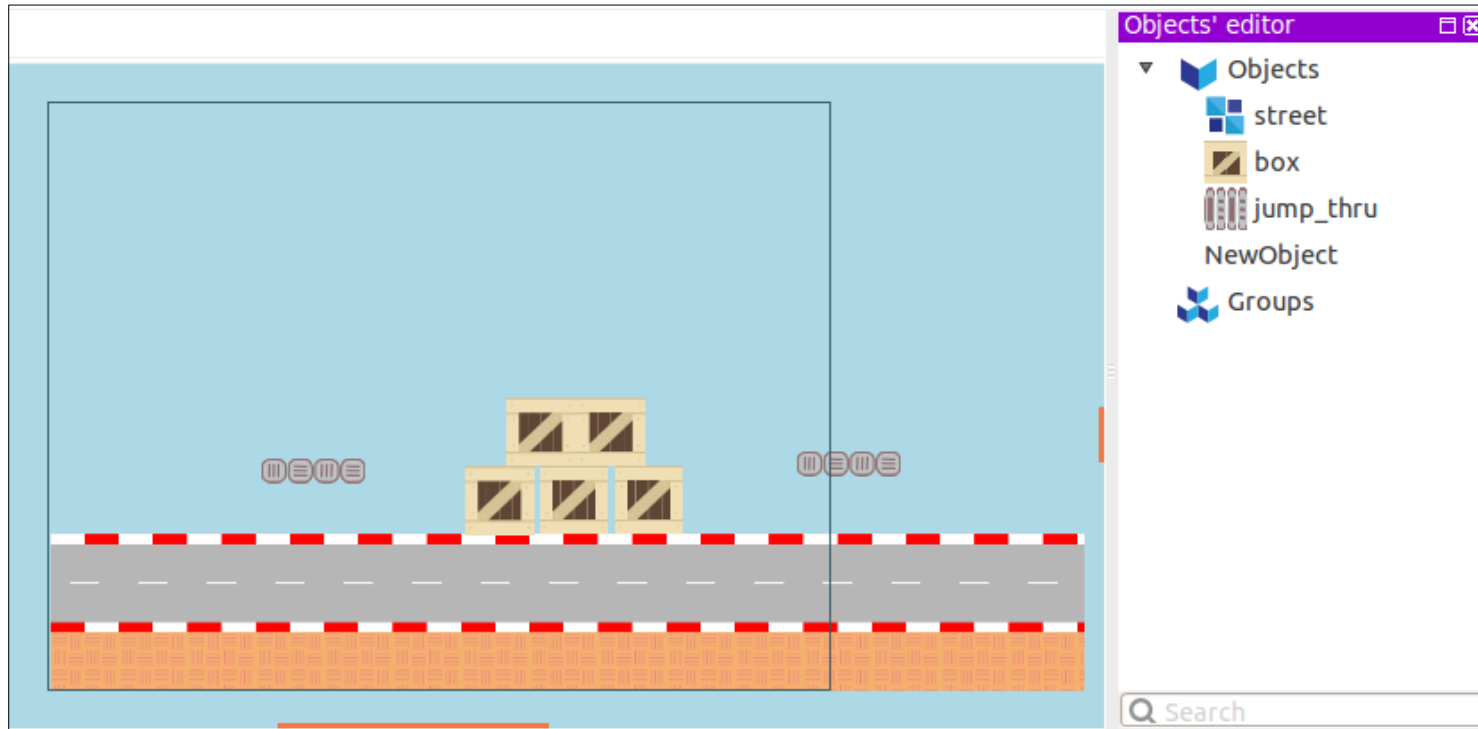 Objects' editor
Objects
street
box
jump_thru
NewObject
Groups
Search